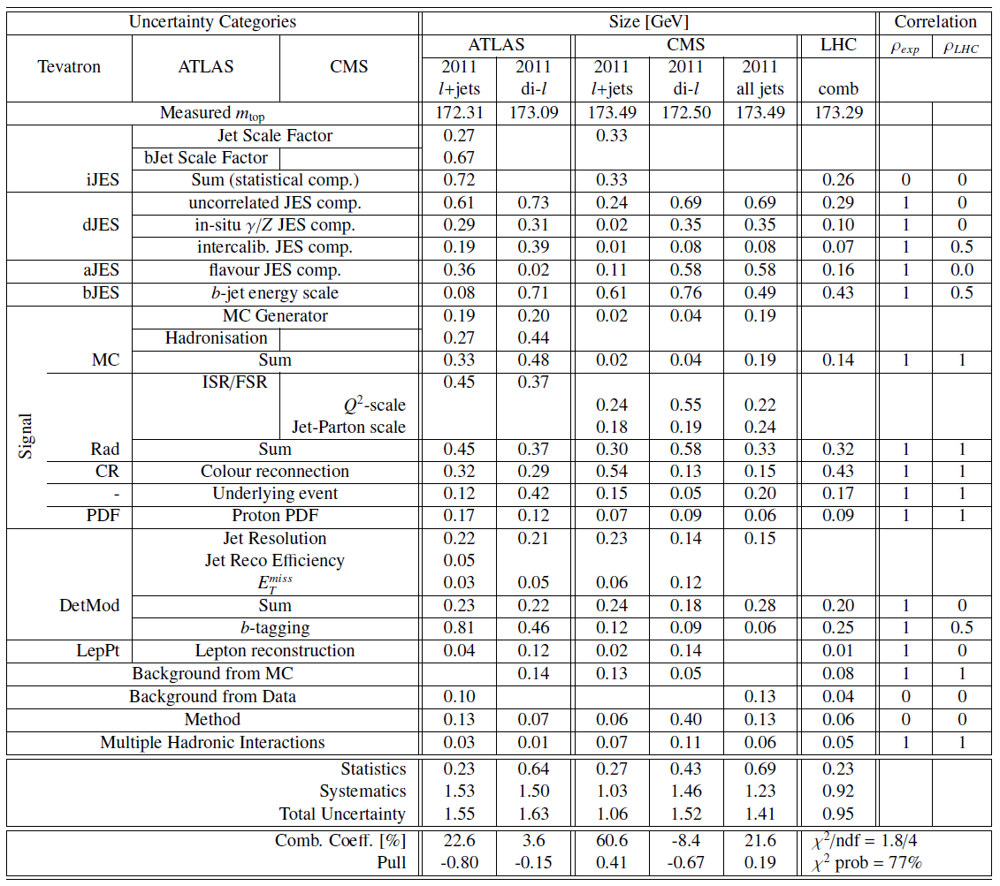 Uncertainty Categories Size [GeV] Correlation
ATLAS CMS LHC ρexp ρLHC
Tevatron ATLAS CMS 2011 2011 2011 2011 2011
l+jets di-l l+jets di-l all jets comb
Measured mtop 172.31 173.09 173.49 172.50 173.49 173.29
Jet Scale Factor 0.27 0.33
bJet Scale Factor 0.67
iJES Sum (statistical comp.) 0.72 0.33 0.26 0 0
uncorrelated JES comp. 0.61 0.73 0.24 0.69 0.69 0.29 1 0
dJES in-situ γ/Z JES comp. 0.29 0.31 0.02 0.35 0.35 0.10 1 0
intercalib. JES comp. 0.19 0.39 0.01 0.08 0.08 0.07 1 0.5
aJES flavour JES comp. 0.36 0.02 0.11 0.58 0.58 0.16 1 0.0
bJES b-jet energy scale 0.08 0.71 0.61 0.76 0.49 0.43 1 0.5
MC Generator 0.19 0.20 0.02 0.04 0.19
Hadronisation 0.27 0.44
MC Sum 0.33 0.48 0.02 0.04 0.19 0.14 1 1
ISR/FSR 0.45 0.37
Q²-scale 0.24 0.55 0.22
Signal
Jet-Parton scale 0.18 0.19 0.24
Rad Sum 0.45 0.37 0.30 0.58 0.33 0.32 1 1
CR Colour reconnection 0.32 0.29 0.54 0.13 0.15 0.43 1 1
- Underlying event 0.12 0.42 0.15 0.05 0.20 0.17 1 1
PDF Proton PDF 0.17 0.12 0.07 0.09 0.06 0.09 1 1
Jet Resolution 0.22 0.21 0.23 0.14 0.15
Jet Reco Efficiency 0.05
E_T^miss 0.03 0.05 0.06 0.12
DetMod Sum 0.23 0.22 0.24 0.18 0.28 0.20 1 0
b-tagging 0.81 0.46 0.12 0.09 0.06 0.25 1 0.5
LepPt Lepton reconstruction 0.04 0.12 0.02 0.14 0.01 1 0
Background from MC 0.14 0.13 0.05 0.08 1 1
Background from Data 0.10 0.13 0.04 0 0
Method 0.13 0.07 0.06 0.40 0.13 0.06 0 0
Multiple Hadronic Interactions 0.03 0.01 0.07 0.11 0.06 0.05 1 1
Statistics 0.23 0.64 0.27 0.43 0.69 0.23
Systematics 1.53 1.50 1.03 1.46 1.23 0.92
Total Uncertainty 1.55 1.63 1.06 1.52 1.41 0.95
Comb. Coeff. [%] 22.6 3.6 60.6 -8.4 21.6 χ²/ndf = 1.8/4
Pull -0.80 -0.15 0.41 -0.67 0.19 χ² prob = 77%